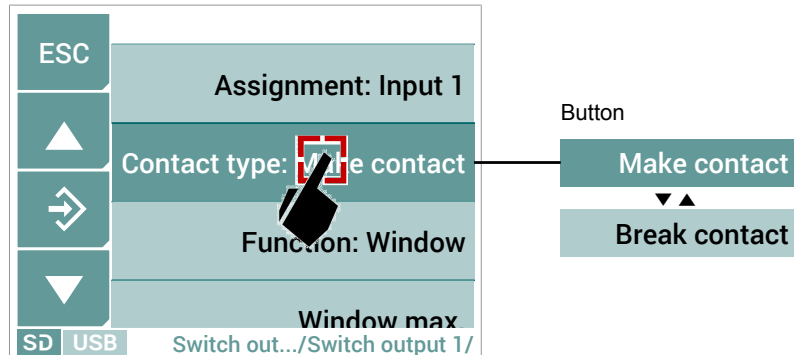 ESC
Assignment: Input 1
Contact type: Make contact
Function: Window
Window max.
SD USB
Switch out.../Switch output 1/
Button
Make contact
Break contact